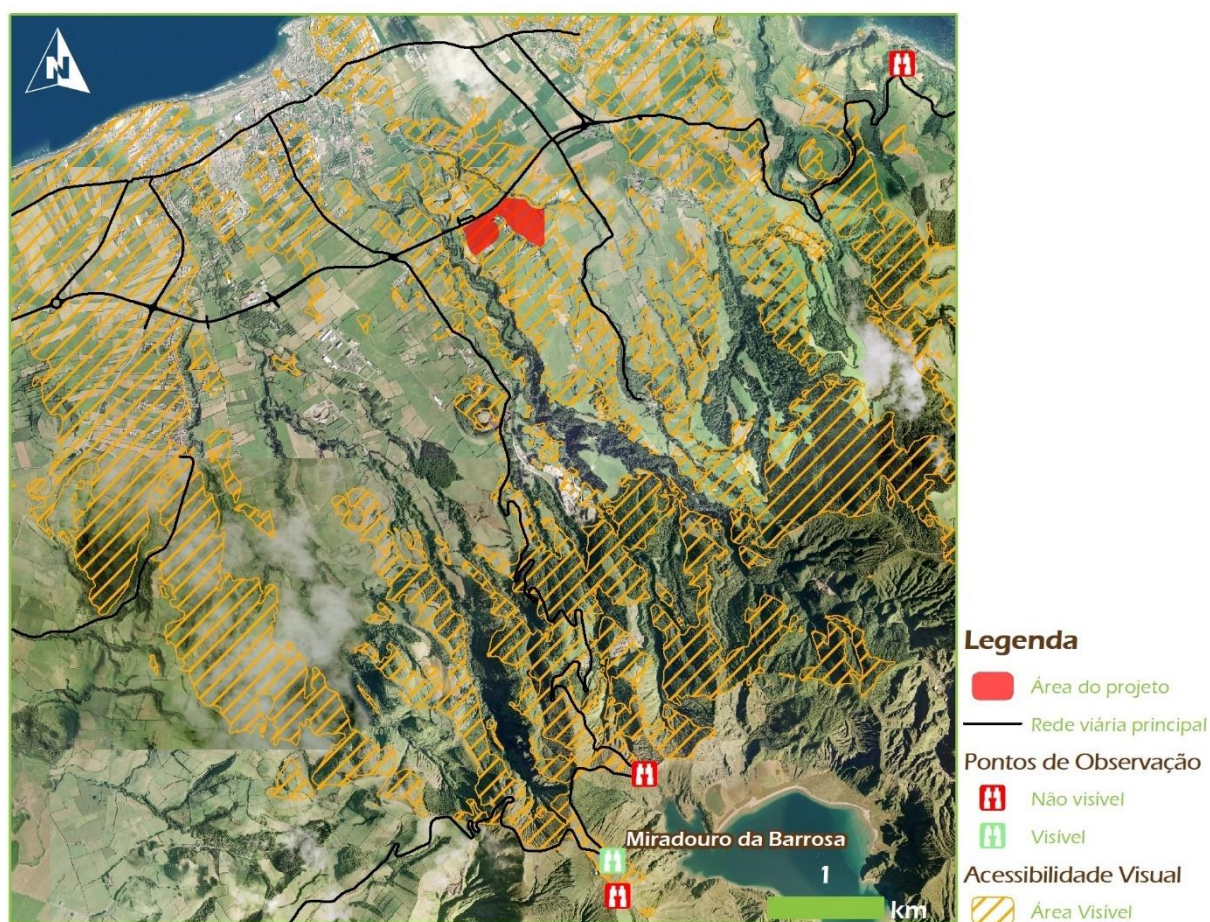 N
Miradouro da Barrosa
1
km
Legenda
Área do projeto
Rede viária principal
Pontos de Observação
Não visível
Visível
Acessibilidade Visual
Área Visível